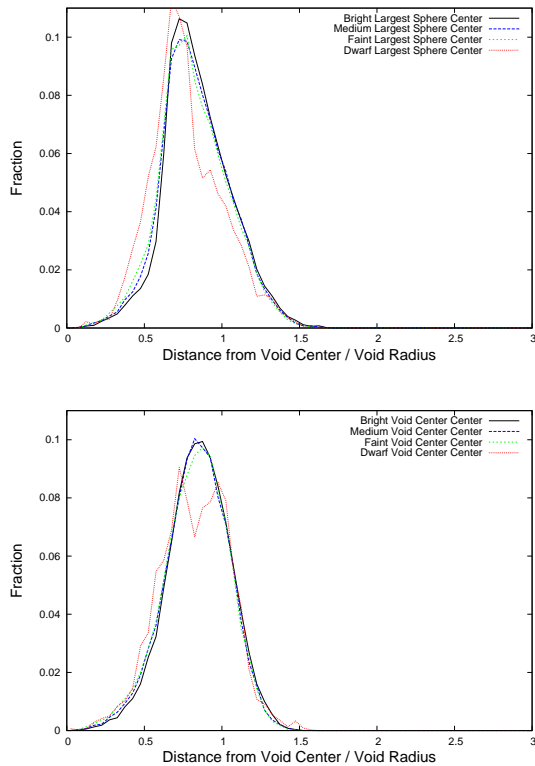 Bright Largest Sphere Center
Medium Largest Sphere Center
Faint Largest Sphere Center
Dwarf Largest Sphere Center
0.1
0.08
0.06
0.04
0.02
0
Fraction
0 0.5 1 1.5 2 2.5 3
Distance from Void Center / Void Radius
Bright Void Center Center
Medium Void Center Center
Faint Void Center Center
Dwarf Void Center Center
0.1
0.08
0.06
0.04
0.02
0
Fraction
0 0.5 1 1.5 2 2.5 3
Distance from Void Center / Void Radius